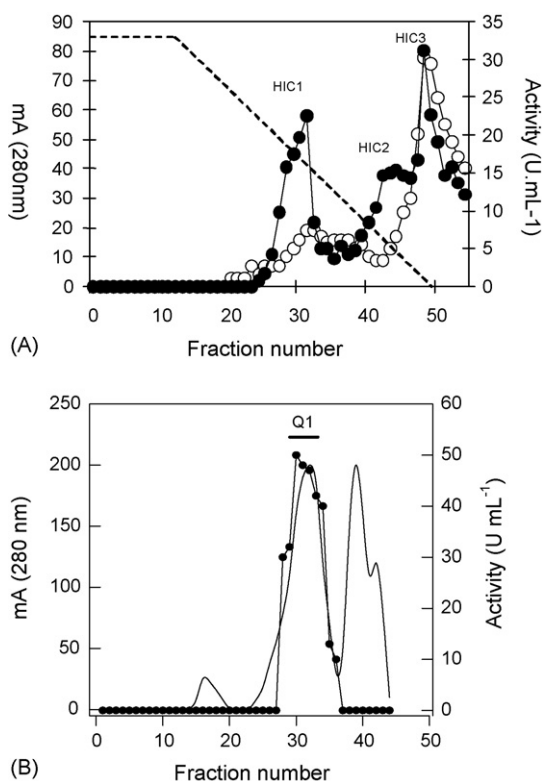 90
80
70
60
50
40
30
20
10
0
mA (280nm)
HIC1
HIC2
HIC3
35
30
25
20
15
10
5
0
Activity (U.mL-1)
0 10 20 30 40 50
Fraction number
(A)
250
200
150
100
50
0
mA (280 nm)
Q1
60
50
40
30
20
10
0
Activity (U mL⁻¹)
0 10 20 30 40 50
Fraction number
(B)